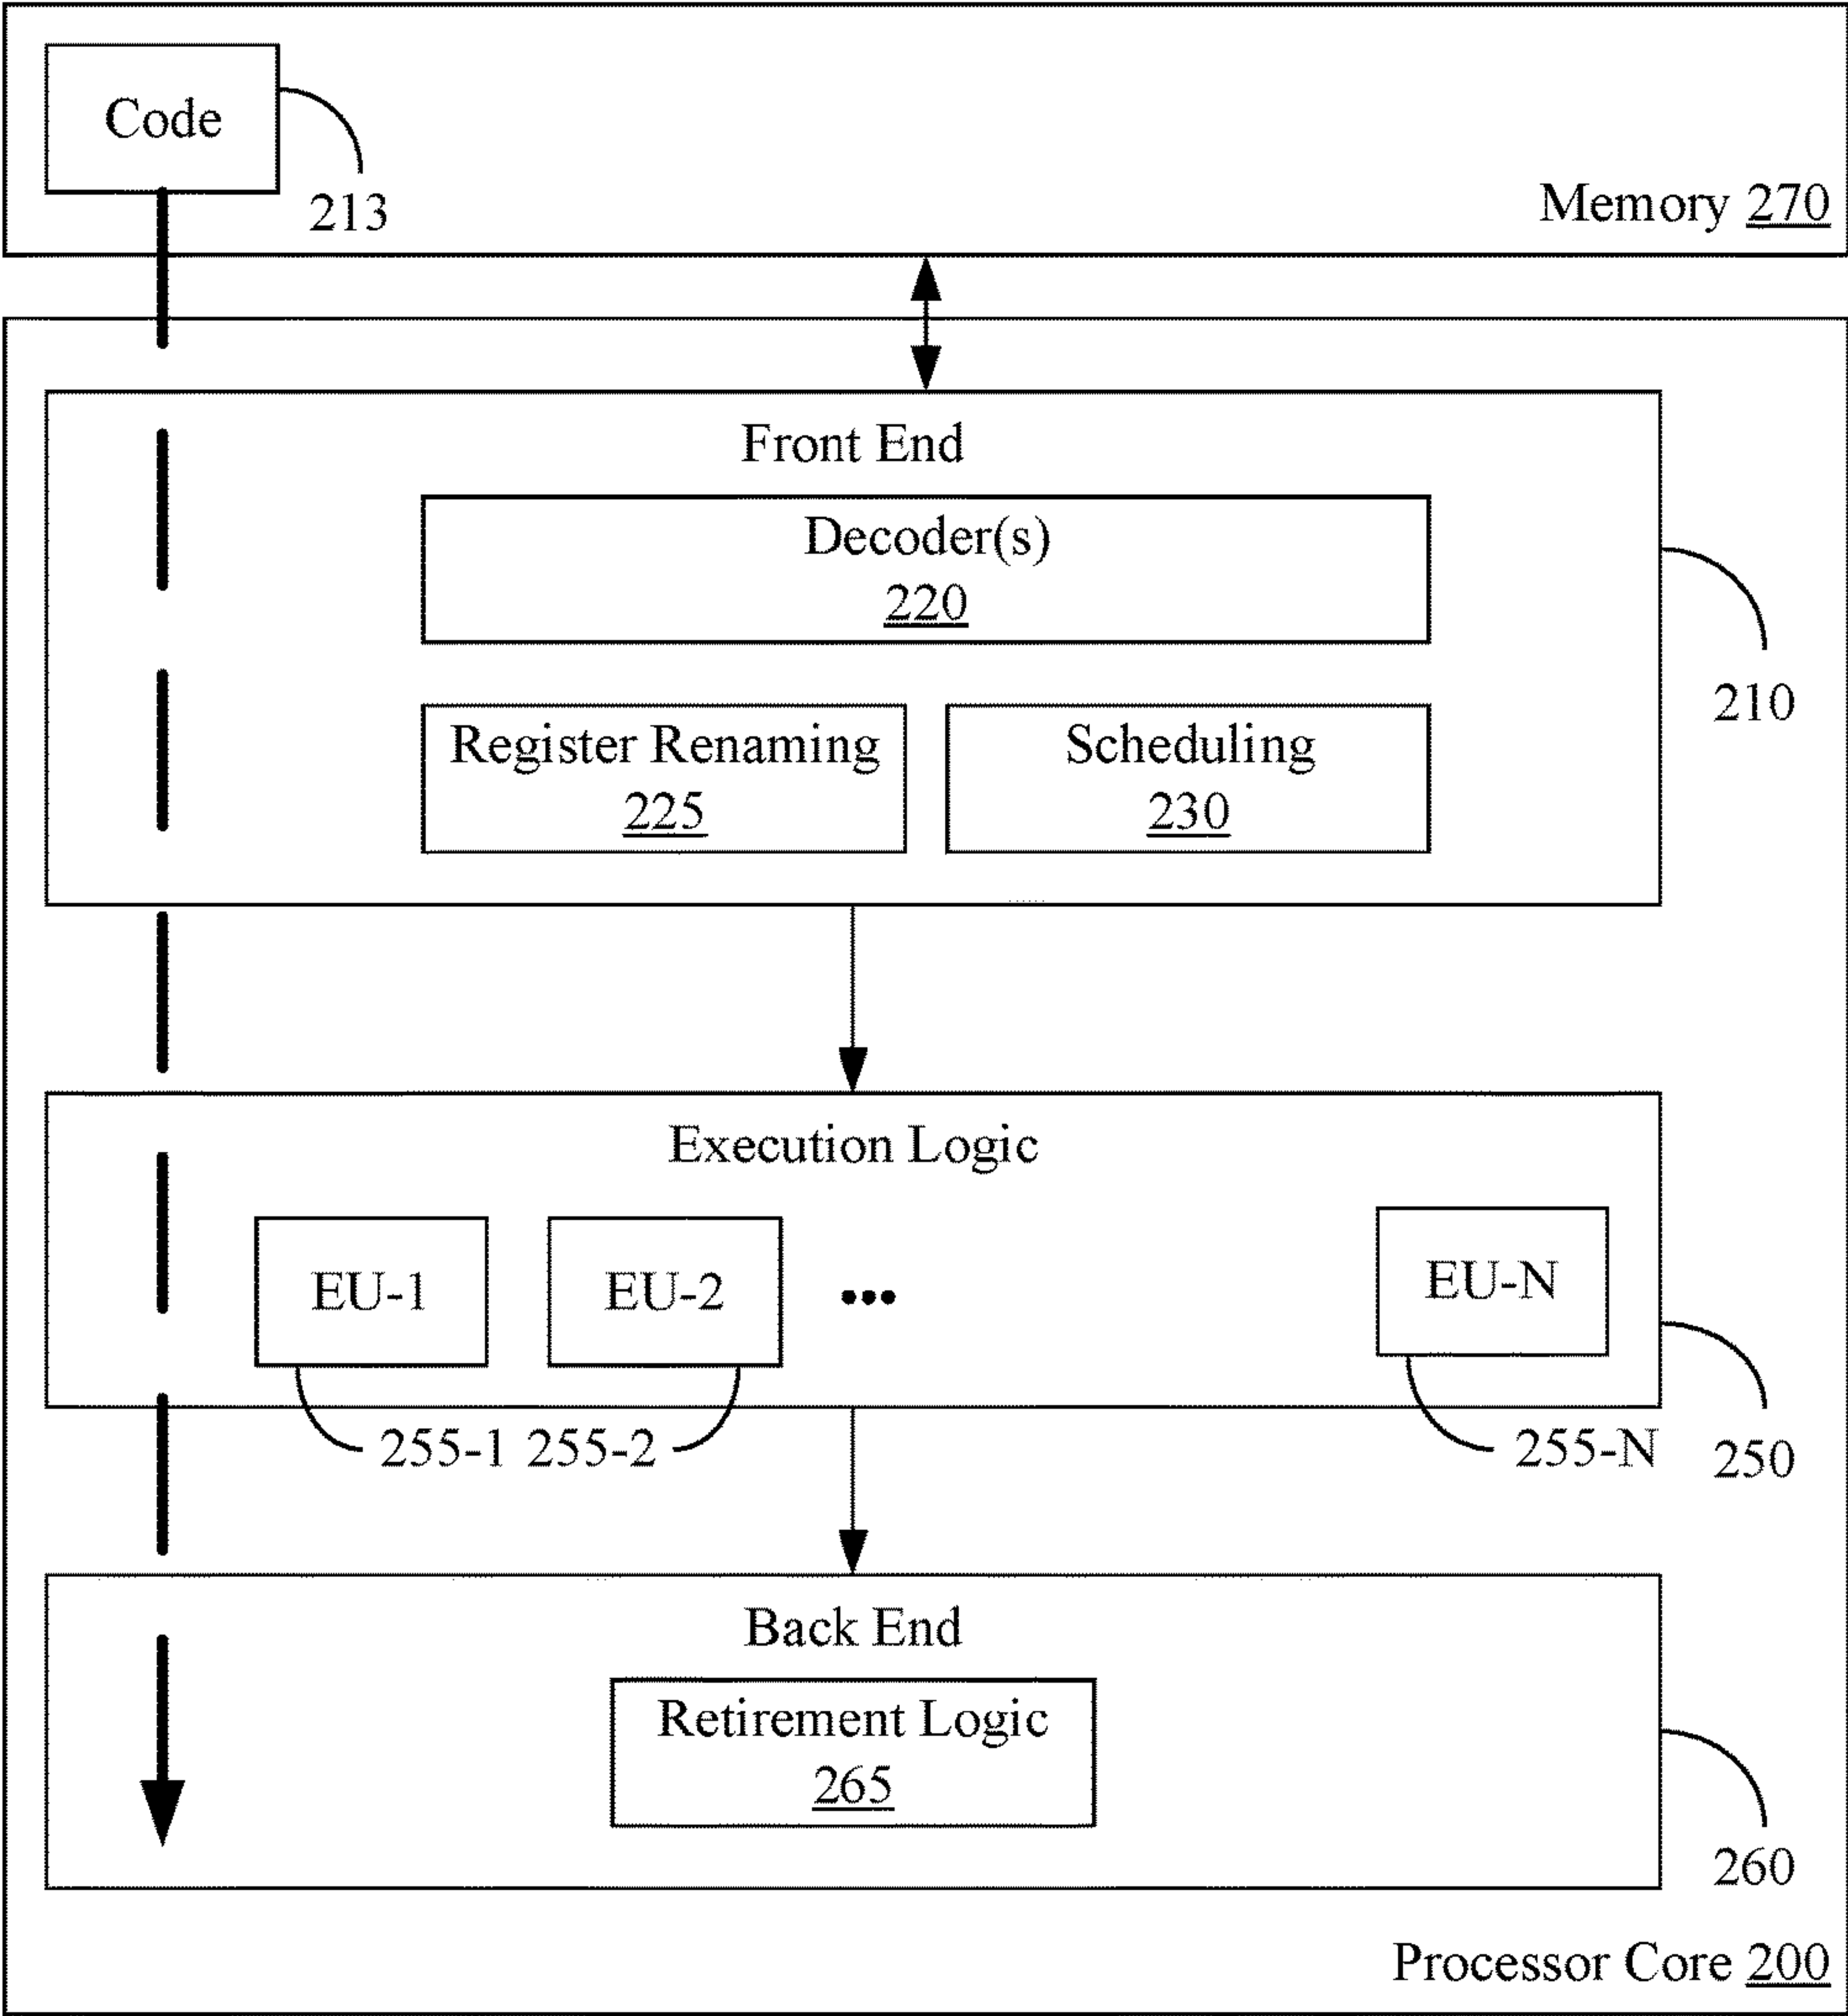 Code
213
Memory 270
Front End
Decoder(s)
220
210
Register Renaming
225
Scheduling
230
Execution Logic
EU-1
EU-2
•••
EU-N
255-1
255-2
255-N
250
Back End
Retirement Logic
265
260
Processor Core 200